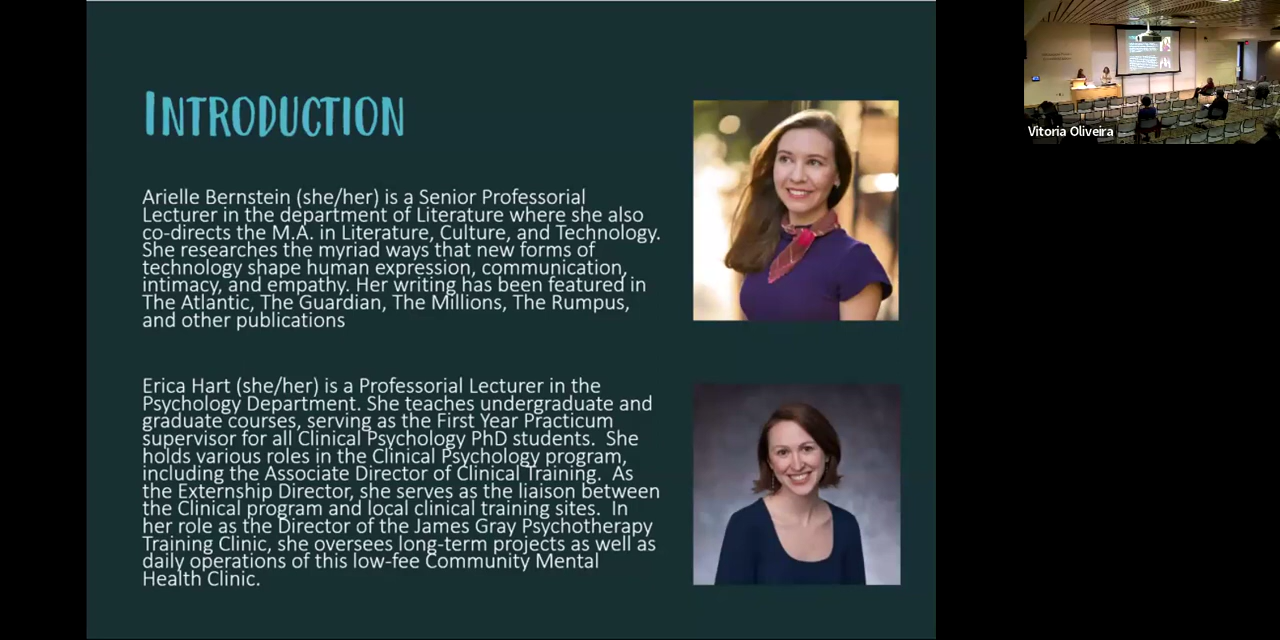 INTRODUCTION
Arielle Bernstein (she/her) is a Senior Professorial
Lecturer in the department of Literature where she also
co-directs the M.A. in Literature, Culture, and Technology.
She researches the myriad ways that new forms of
technology shape human expression, communication,
intimacy, and empathy. Her writing has been featured in
The Atlantic, The Guardian, The Millions, The Rumpus,
and other publications
Erica Hart (she/her) is a Professorial Lecturer in the
Psychology Department. She teaches undergraduate and
graduate courses, serving as the First Year Practicum
supervisor for all Clinical Psychology PhD students.  She
holds various roles in the Clinical Psychology program,
including the Associate Director of Clinical Training.  As
the Externship Director, she serves as the liaison between
the Clinical program and local clinical training sites.  In
her role as the Director of the James Gray Psychotherapy
Training Clinic, she oversees long-term projects as well as
daily operations of this low-fee Community Mental
Health Clinic.
Vitoria Oliveira